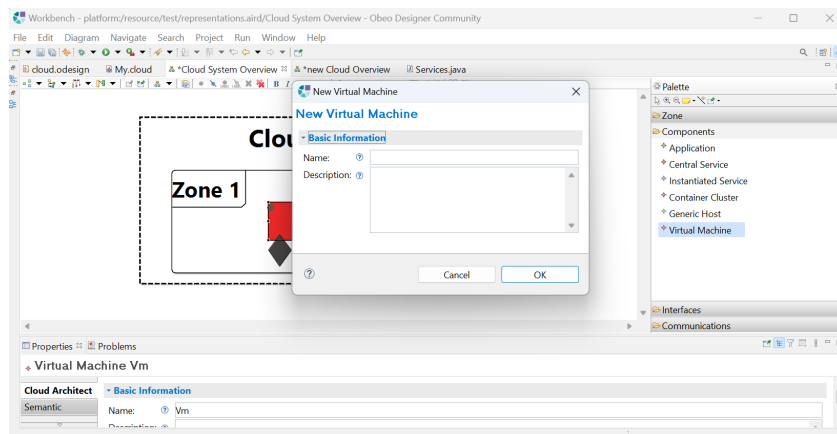 Workbench - platform:/resource/test/representations.aird/Cloud System Overview - Obeo Designer Community
File Edit Diagram Navigate Search Project Run Window Help
cloud.odesign My.cloud *Cloud System Overview *new Cloud Overview Services.java
B I
Palette
Zone
Components
Application
Central Service
Instantiated Service
Container Cluster
Generic Host
Virtual Machine
Interfaces
Communications
Clou
Zone 1
New Virtual Machine
New Virtual Machine
Basic Information
Name:
Description:
Cancel OK
Properties Problems
Virtual Machine Vm
Cloud Architect
Semantic
Basic Information
Name: Vm
Description: